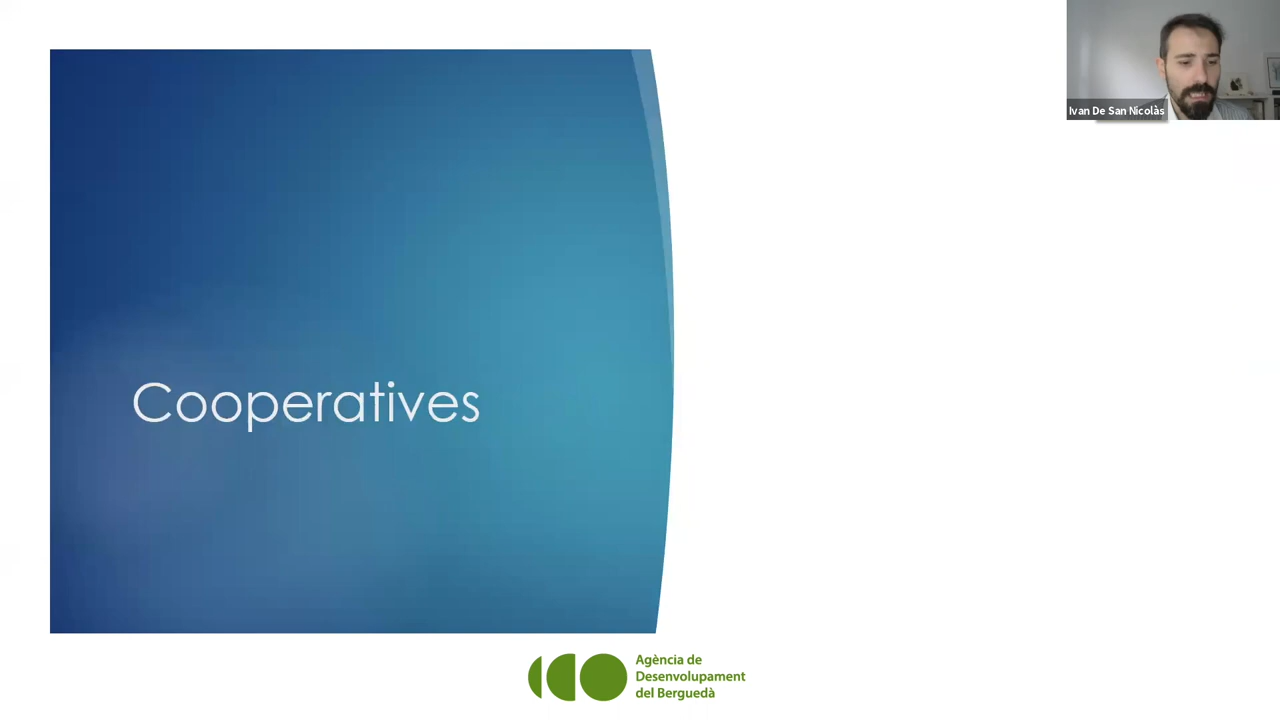 Ivan De San Nicolàs
Cooperatives
Agència de
Desenvolupament
del Berguedà